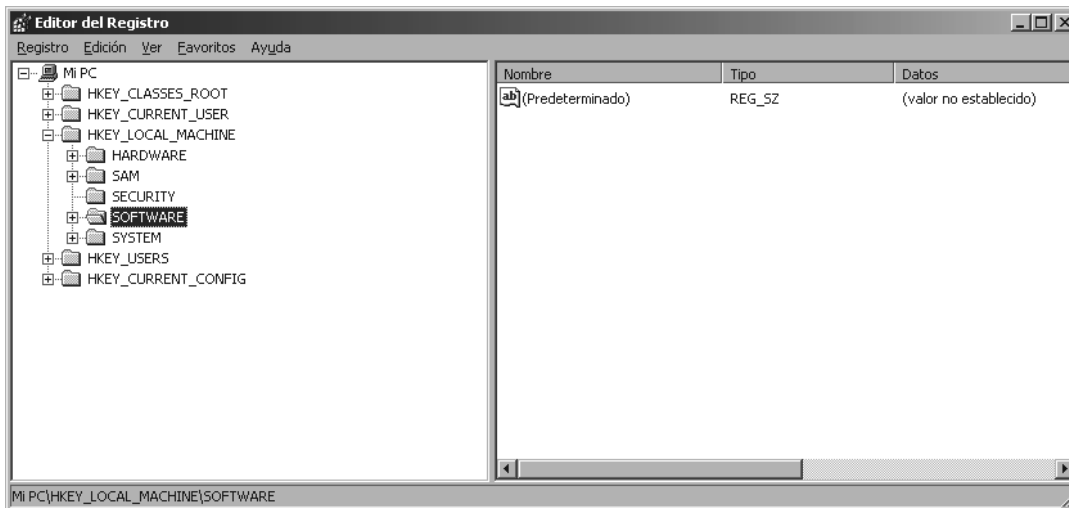 Editor del Registro
Registro Edición Ver Favoritos Ayuda
Mi PC
HKEY_CLASSES_ROOT
HKEY_CURRENT_USER
HKEY_LOCAL_MACHINE
HARDWARE
SAM
SECURITY
SOFTWARE
SYSTEM
HKEY_USERS
HKEY_CURRENT_CONFIG
Nombre Tipo Datos
ab (Predeterminado) REG_SZ (valor no establecido)
Mi PC\HKEY_LOCAL_MACHINE\SOFTWARE